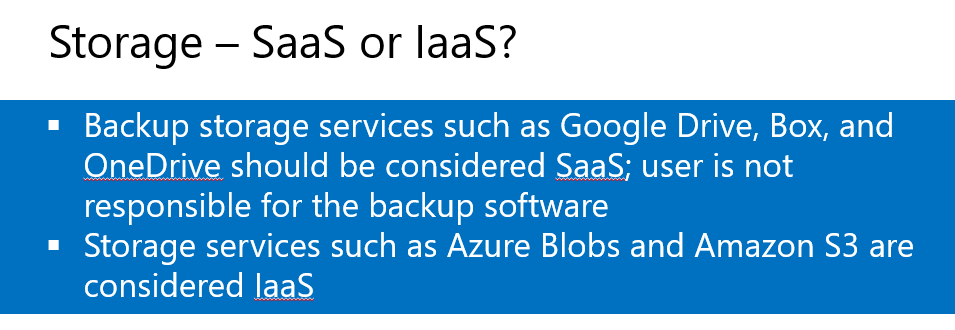 Storage – SaaS or IaaS?
▪ Backup storage services such as Google Drive, Box, and
OneDrive should be considered SaaS; user is not
responsible for the backup software
▪ Storage services such as Azure Blobs and Amazon S3 are
considered IaaS